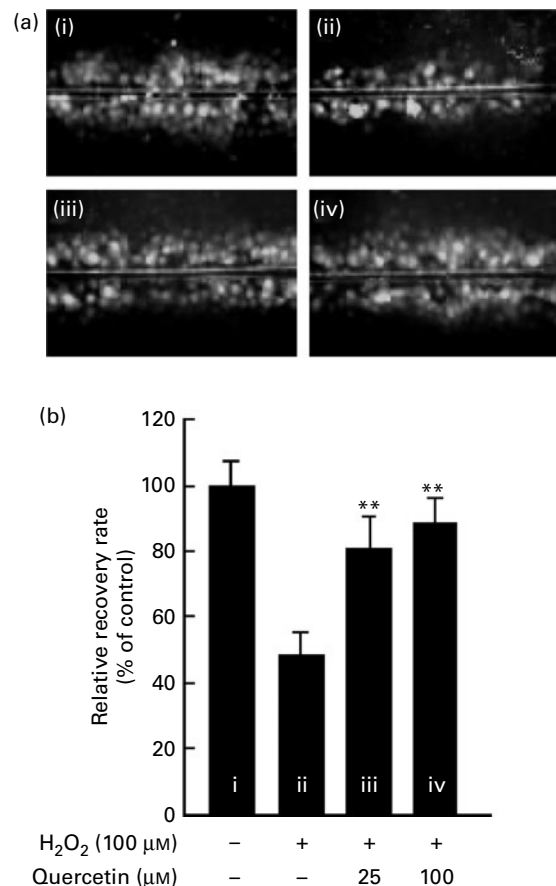 (a)
(i)
(ii)
(iii)
(iv)
(b)
120
100
80
60
40
20
0
Relative recovery rate
(% of control)
**
**
i
ii
iii
iv
H₂O₂ (100 μM) – + + +
Quercetin (μM) – – 25 100